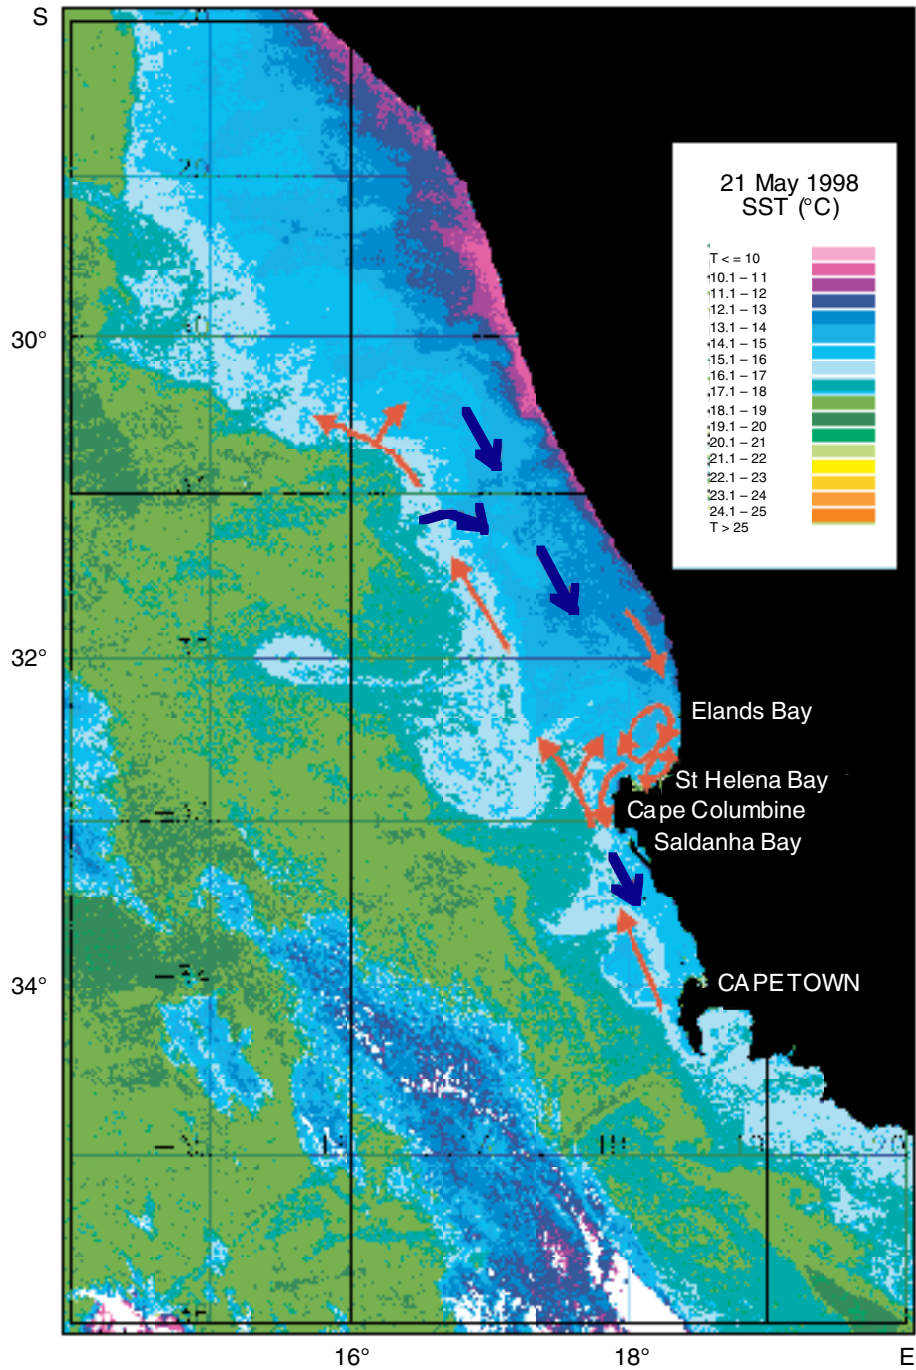 S
21 May 1998
SST (°C)
T < = 10
10.1 – 11
11.1 – 12
12.1 – 13
13.1 – 14
14.1 – 15
15.1 – 16
16.1 – 17
17.1 – 18
18.1 – 19
19.1 – 20
20.1 – 21
21.1 – 22
22.1 – 23
23.1 – 24
24.1 – 25
T > 25
30°
32°
Elands Bay
St Helena Bay
Cape Columbine
Saldanha Bay
34°
CAPETOWN
16°
18°
E